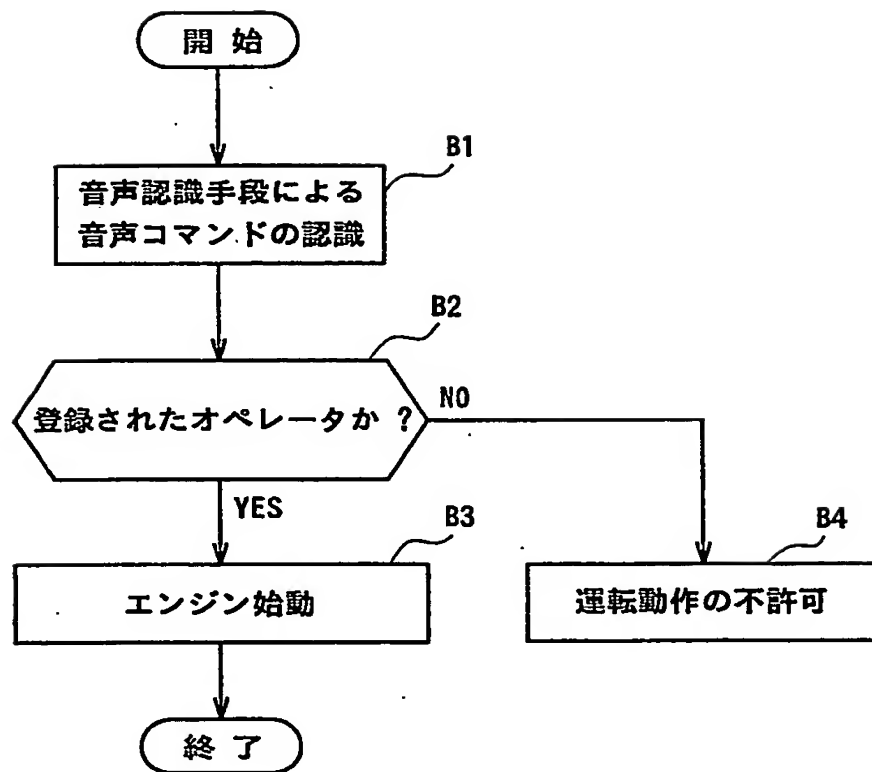 開始
B1
音声認識手段による
音声コマンドの認識
B2
登録されたオペレータか ?
NO
YES
B3
エンジン始動
B4
運転動作の不許可
終了